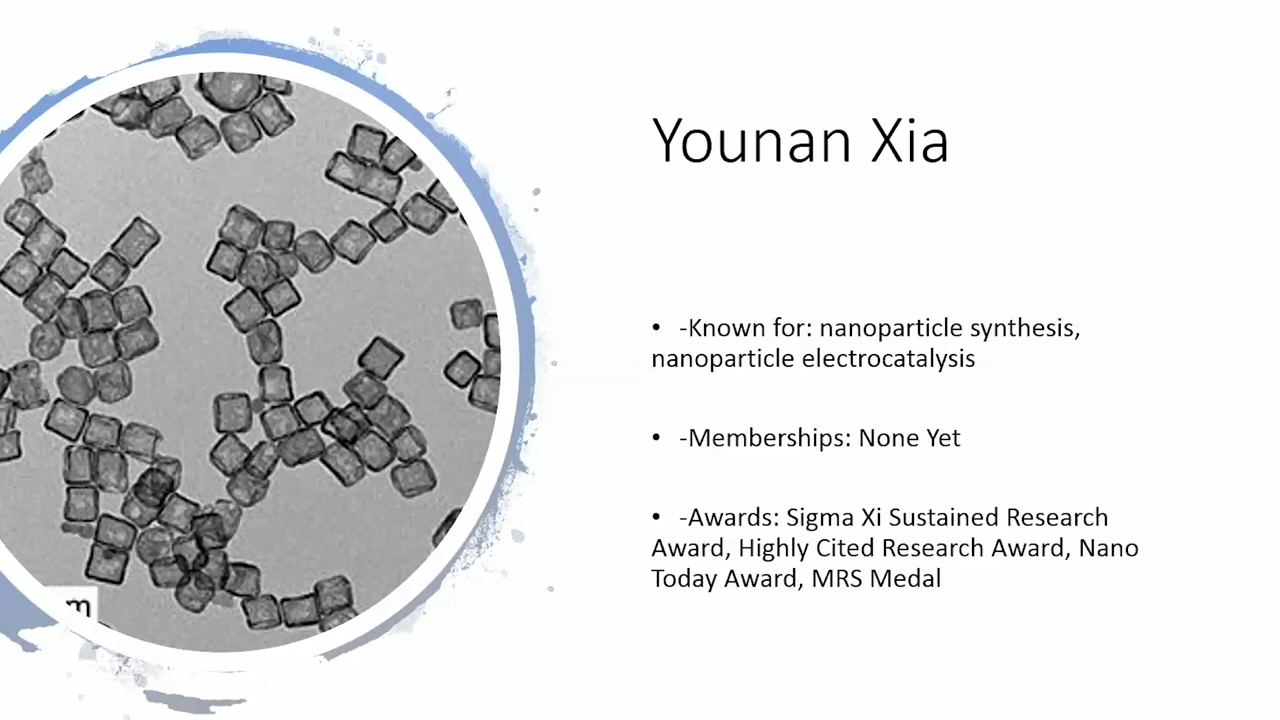 Younan Xia
• -Known for: nanoparticle synthesis,
nanoparticle electrocatalysis
• -Memberships: None Yet
• -Awards: Sigma Xi Sustained Research
Award, Highly Cited Research Award, Nano
Today Award, MRS Medal
m